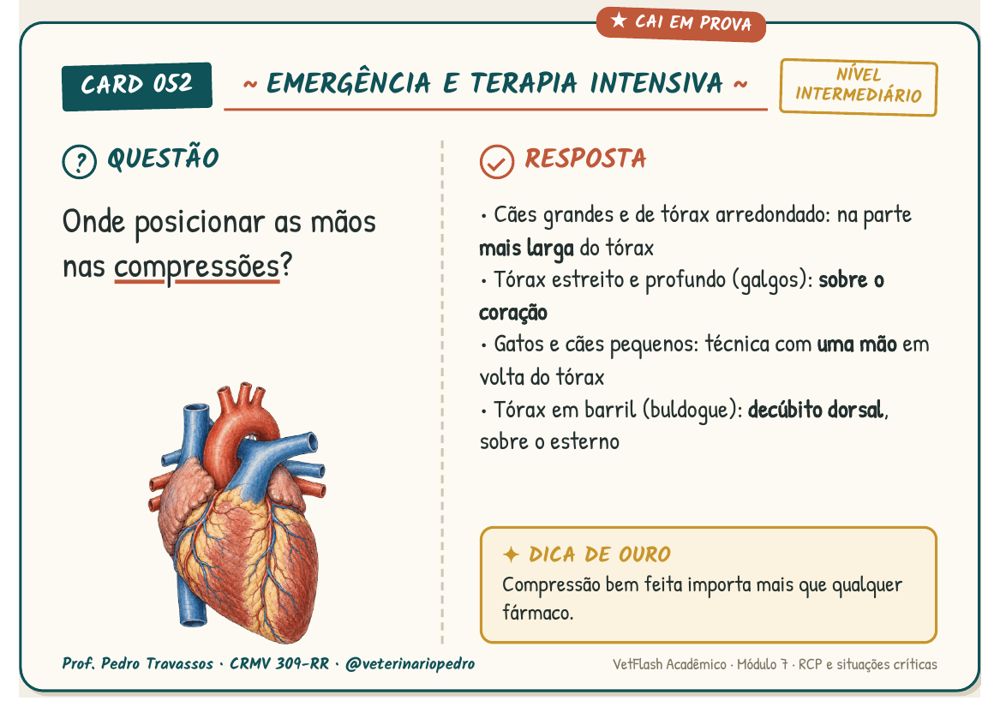 ★ CAI EM PROVA
CARD 052
~ EMERGÊNCIA E TERAPIA INTENSIVA ~
NÍVEL
INTERMEDIÁRIO
? QUESTÃO
Onde posicionar as mãos
nas compressões?
✓ RESPOSTA
• Cães grandes e de tórax arredondado: na parte
mais larga do tórax
• Tórax estreito e profundo (galgos): sobre o
coração
• Gatos e cães pequenos: técnica com uma mão em
volta do tórax
• Tórax em barril (buldogue): decúbito dorsal,
sobre o esterno
✦ DICA DE OURO
Compressão bem feita importa mais que qualquer
fármaco.
Prof. Pedro Travassos · CRMV 309-RR · @veterinariopedro
VetFlash Acadêmico · Módulo 7 · RCP e situações críticas